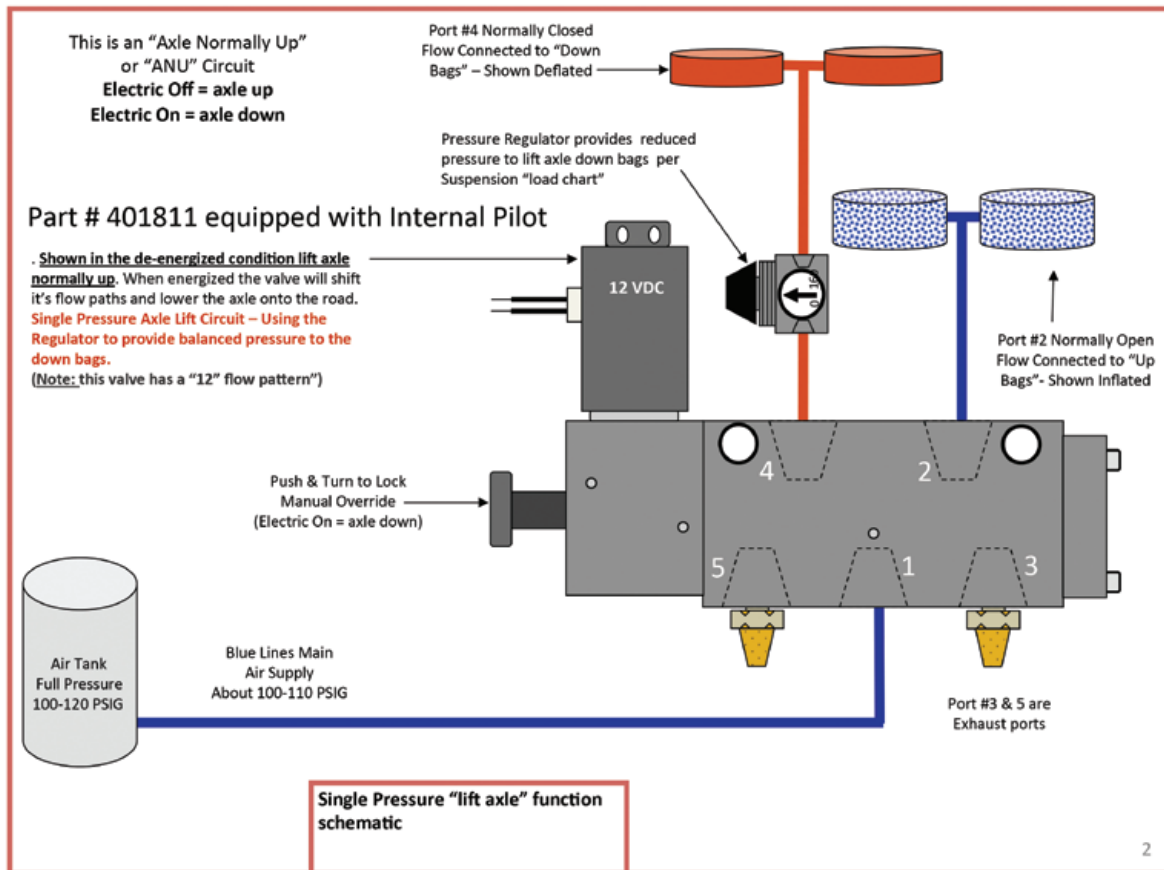 This is an “Axle Normally Up”
or “ANU” Circuit
Electric Off = axle up
Electric On = axle down
Port #4 Normally Closed
Flow Connected to “Down
Bags” – Shown Deflated
Pressure Regulator provides reduced
pressure to lift axle down bags per
Suspension “load chart”
Part # 401811 equipped with Internal Pilot
. Shown in the de-energized condition lift axle
normally up. When energized the valve will shift
it’s flow paths and lower the axle onto the road.
Single Pressure Axle Lift Circuit – Using the
Regulator to provide balanced pressure to the
down bags.
(Note: this valve has a “12” flow pattern”)
12 VDC
0 160
Port #2 Normally Open
Flow Connected to “Up
Bags”- Shown Inflated
4
2
Push & Turn to Lock
Manual Override
(Electric On = axle down)
5
1
3
Air Tank
Full Pressure
100-120 PSIG
Blue Lines Main
Air Supply
About 100-110 PSIG
Port #3 & 5 are
Exhaust ports
Single Pressure “lift axle” function
schematic
2